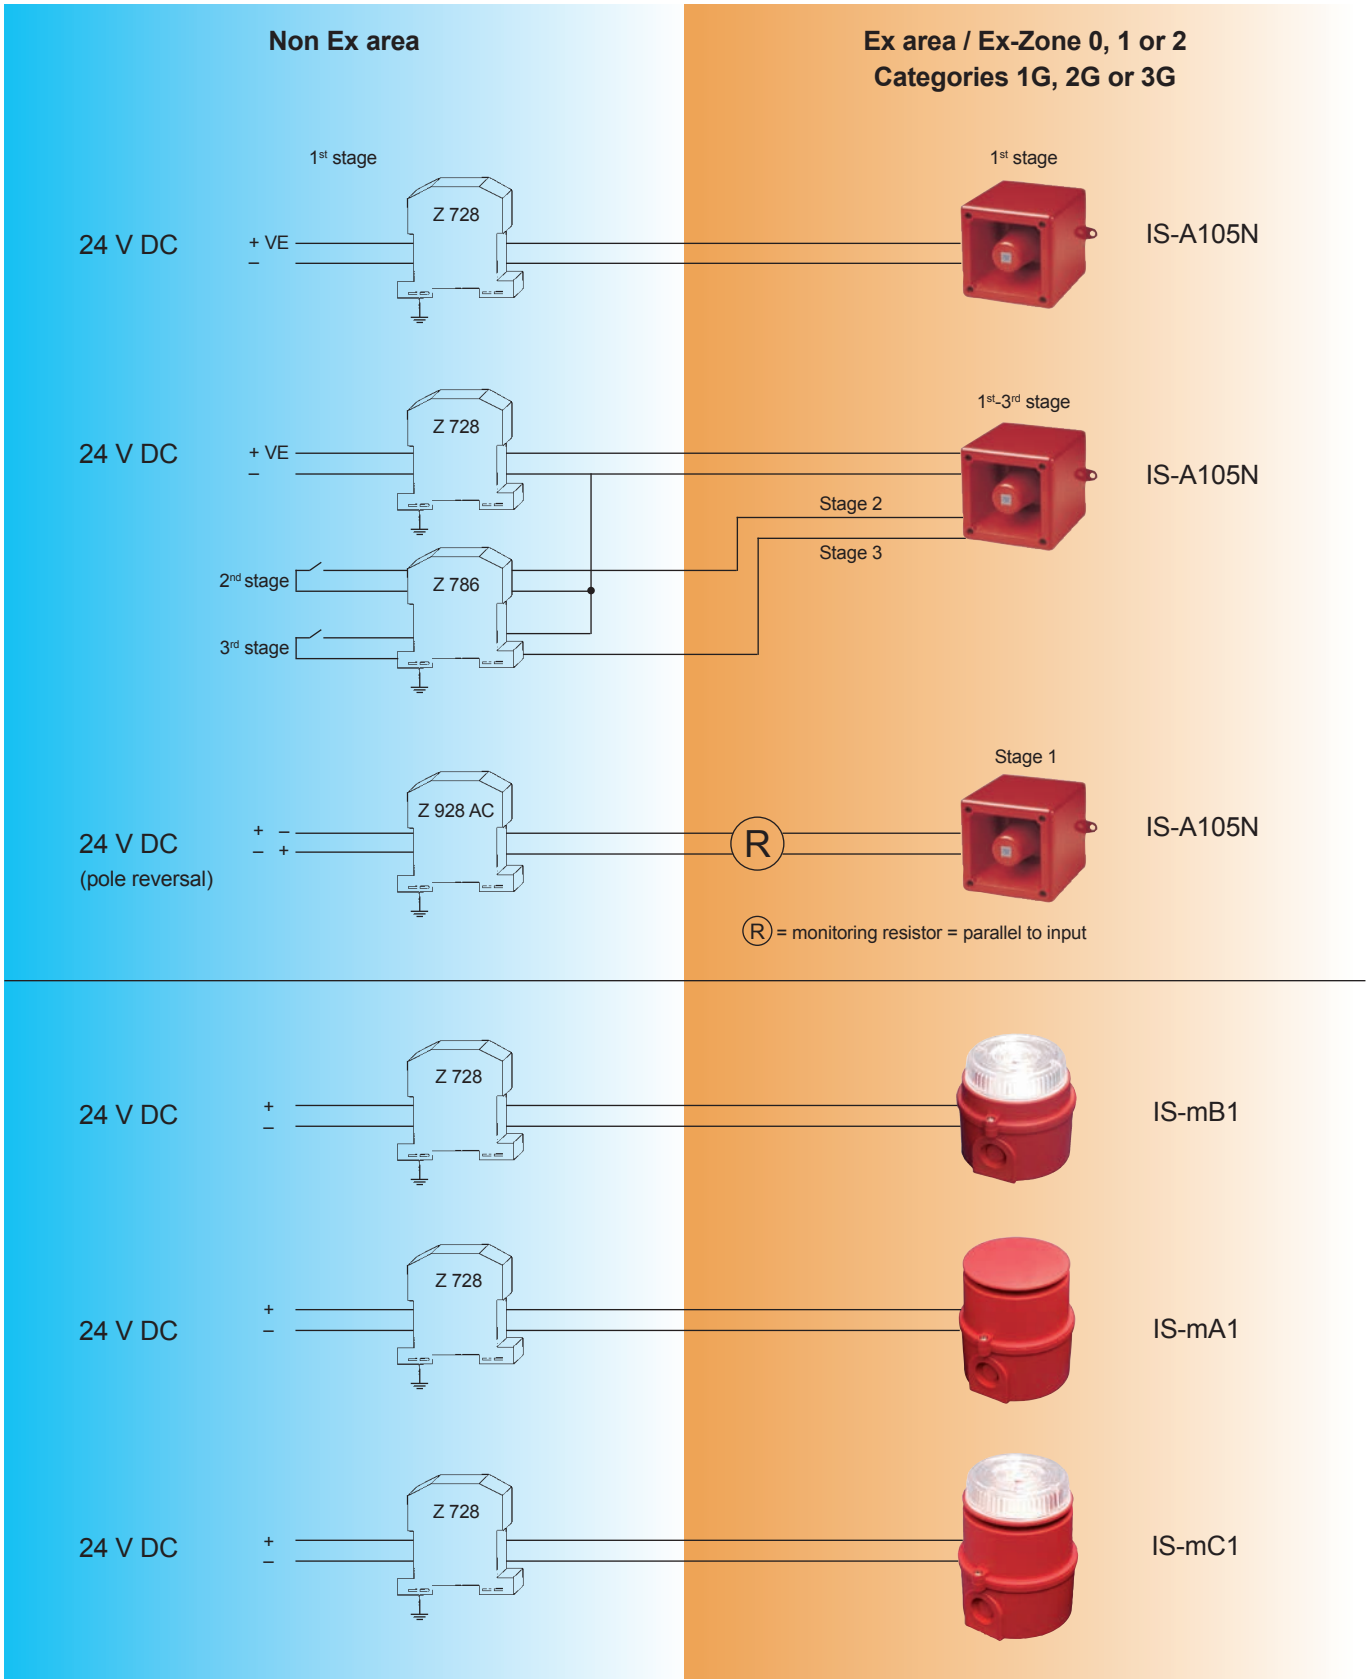 Non Ex area
Ex area / Ex-Zone 0, 1 or 2
Categories 1G, 2G or 3G
1st stage
1st stage
Z 728
24 V DC
+ VE
–
IS-A105N
1st-3rd stage
Z 728
24 V DC
+ VE
–
IS-A105N
Stage 2
Stage 3
2nd stage
Z 786
3rd stage
Stage 1
Z 928 AC
24 V DC
(pole reversal)
+ –
– +
R
IS-A105N
R = monitoring resistor = parallel to input
Z 728
24 V DC
+
–
IS-mB1
Z 728
24 V DC
+
–
IS-mA1
Z 728
24 V DC
+
–
IS-mC1